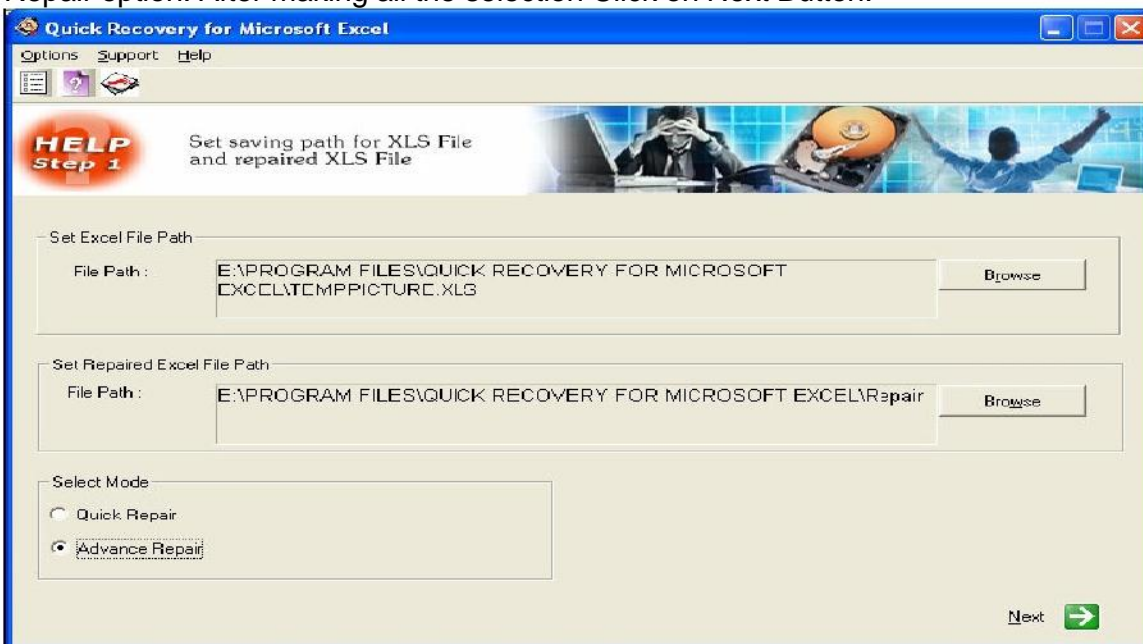 Repair option. After making all the selection Click on Next Button.
Quick Recovery for Microsoft Excel
Options Support Help
HELP
Step 1
Set saving path for XLS File
and repaired XLS File
Set Excel File Path
File Path :
E:\PROGRAM FILES\QUICK RECOVERY FOR MICROSOFT
EXCEL\TEMPPICTURE.XLS
Browse
Set Repaired Excel File Path
File Path :
E:\PROGRAM FILES\QUICK RECOVERY FOR MICROSOFT EXCEL\Repair
Browse
Select Mode
Quick Repair
Advance Repair
Next